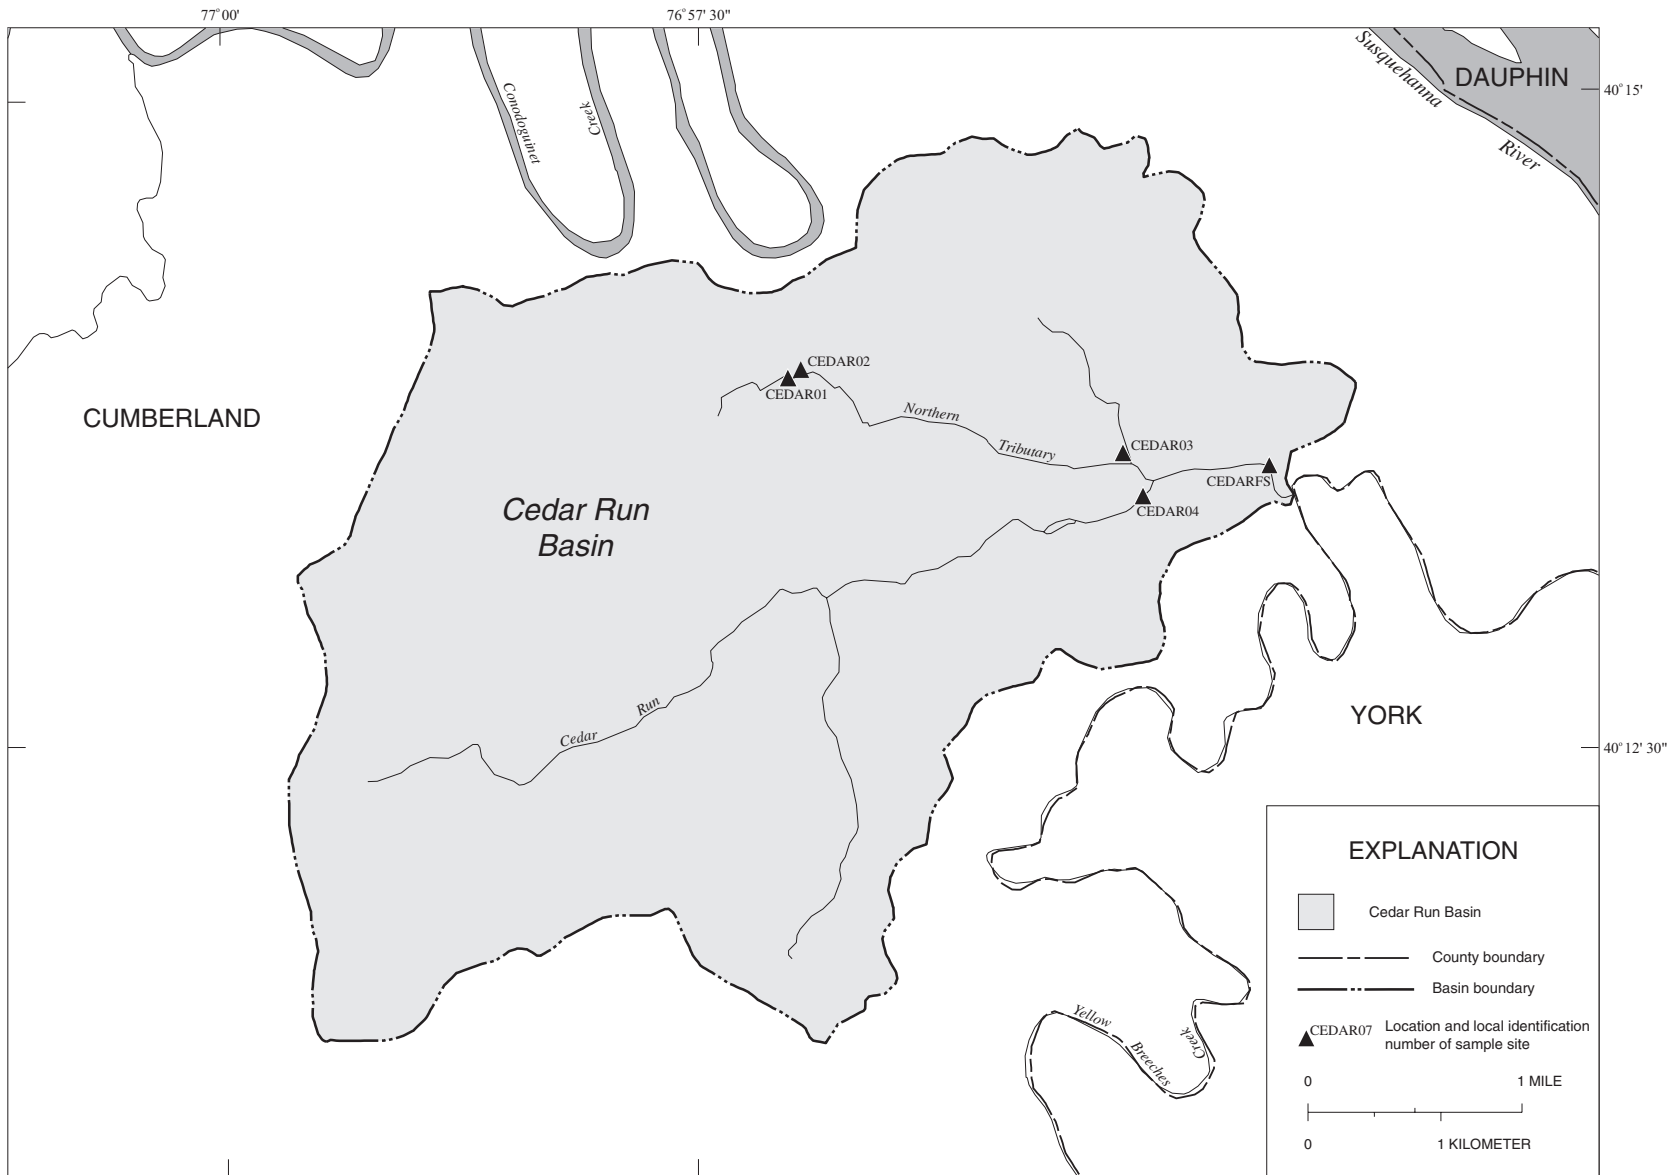 77°00'
76°57'30"
Susquehanna
River
DAUPHIN
40°15'
Conodoguinet
Creek
CEDAR02
CEDAR01
CUMBERLAND
Northern
Tributary
CEDAR03
CEDARFS
CEDAR04
Cedar Run
Basin
Cedar
Run
YORK
40°12'30"
Yellow
Breeches
Creek
EXPLANATION
Cedar Run Basin
County boundary
Basin boundary
CEDAR07
Location and local identification
number of sample site
0 1 MILE
0 1 KILOMETER